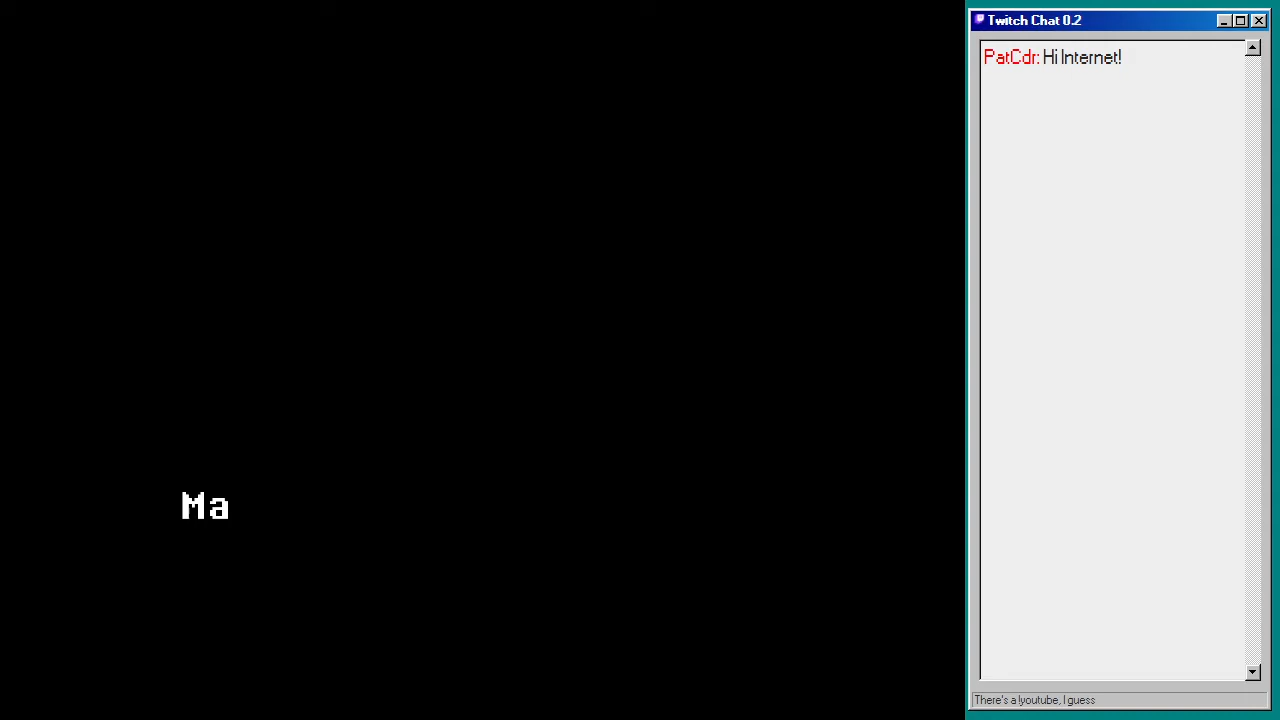 Twitch Chat 0.2
PatCdr: Hi Internet!
Ma
There's a !youtube, I guess